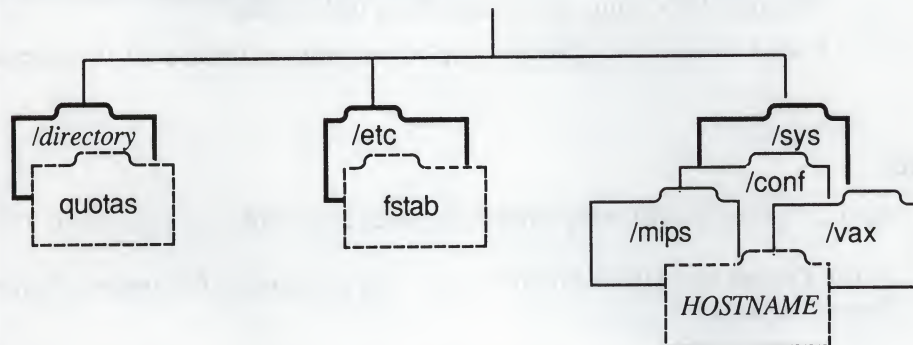 /directory
quotas
/etc
fstab
/sys
/conf
/mips
/vax
HOSTNAME